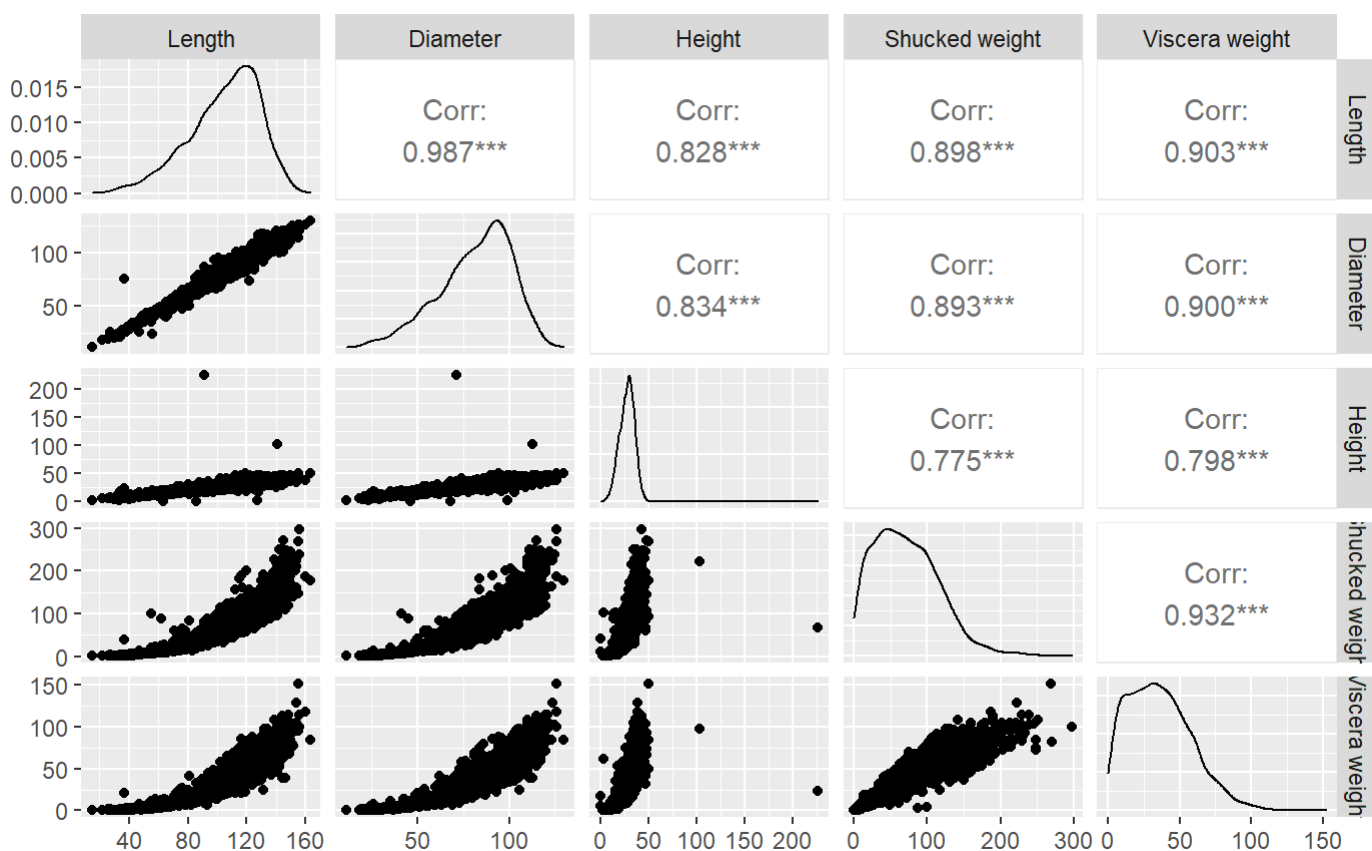 Length Diameter Height Shucked weight Viscera weight
0.015
0.010
0.005
0.000
Corr:
0.987***
Corr:
0.828***
Corr:
0.898***
Corr:
0.903***
Length
100
50
Corr:
0.834***
Corr:
0.893***
Corr:
0.900***
Diameter
200
150
100
50
0
Corr:
0.775***
Corr:
0.798***
Height
300
200
100
0
Corr:
0.932***
Shucked weigh
150
100
50
0
Viscera weigh
40 80 120 160
50 100
0 50 100 150 200
0 100 200 300
0 50 100 150